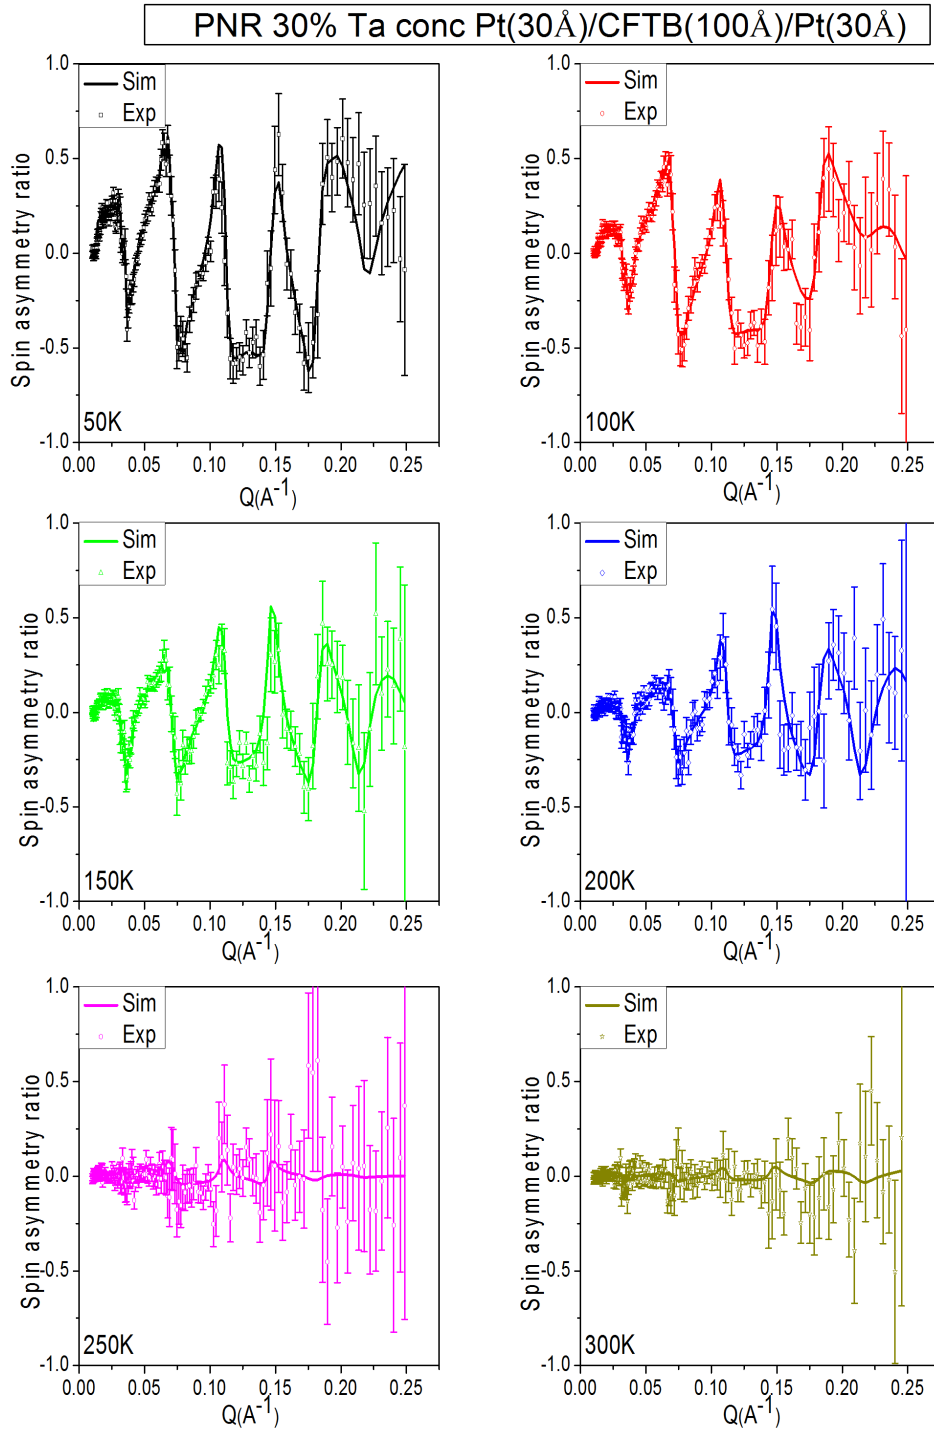 PNR 30% Ta conc Pt(30Å)/CFTB(100Å)/Pt(30Å)
Sim
Exp
1.0
0.5
0.0
-0.5
-1.0
Spin asymmetry ratio
50K
0.00 0.05 0.10 0.15 0.20 0.25
Q(A⁻¹)
Sim
Exp
1.0
0.5
0.0
-0.5
-1.0
Spin asymmetry ratio
100K
0.00 0.05 0.10 0.15 0.20 0.25
Q(A⁻¹)
Sim
Exp
1.0
0.5
0.0
-0.5
-1.0
Spin asymmetry ratio
150K
0.00 0.05 0.10 0.15 0.20 0.25
Q(A⁻¹)
Sim
Exp
1.0
0.5
0.0
-0.5
-1.0
Spin asymmetry ratio
200K
0.00 0.05 0.10 0.15 0.20 0.25
Q(A⁻¹)
Sim
Exp
1.0
0.5
0.0
-0.5
-1.0
Spin asymmetry ratio
250K
0.00 0.05 0.10 0.15 0.20 0.25
Q(A⁻¹)
Sim
Exp
1.0
0.5
0.0
-0.5
-1.0
Spin asymmetry ratio
300K
0.00 0.05 0.10 0.15 0.20 0.25
Q(A⁻¹)